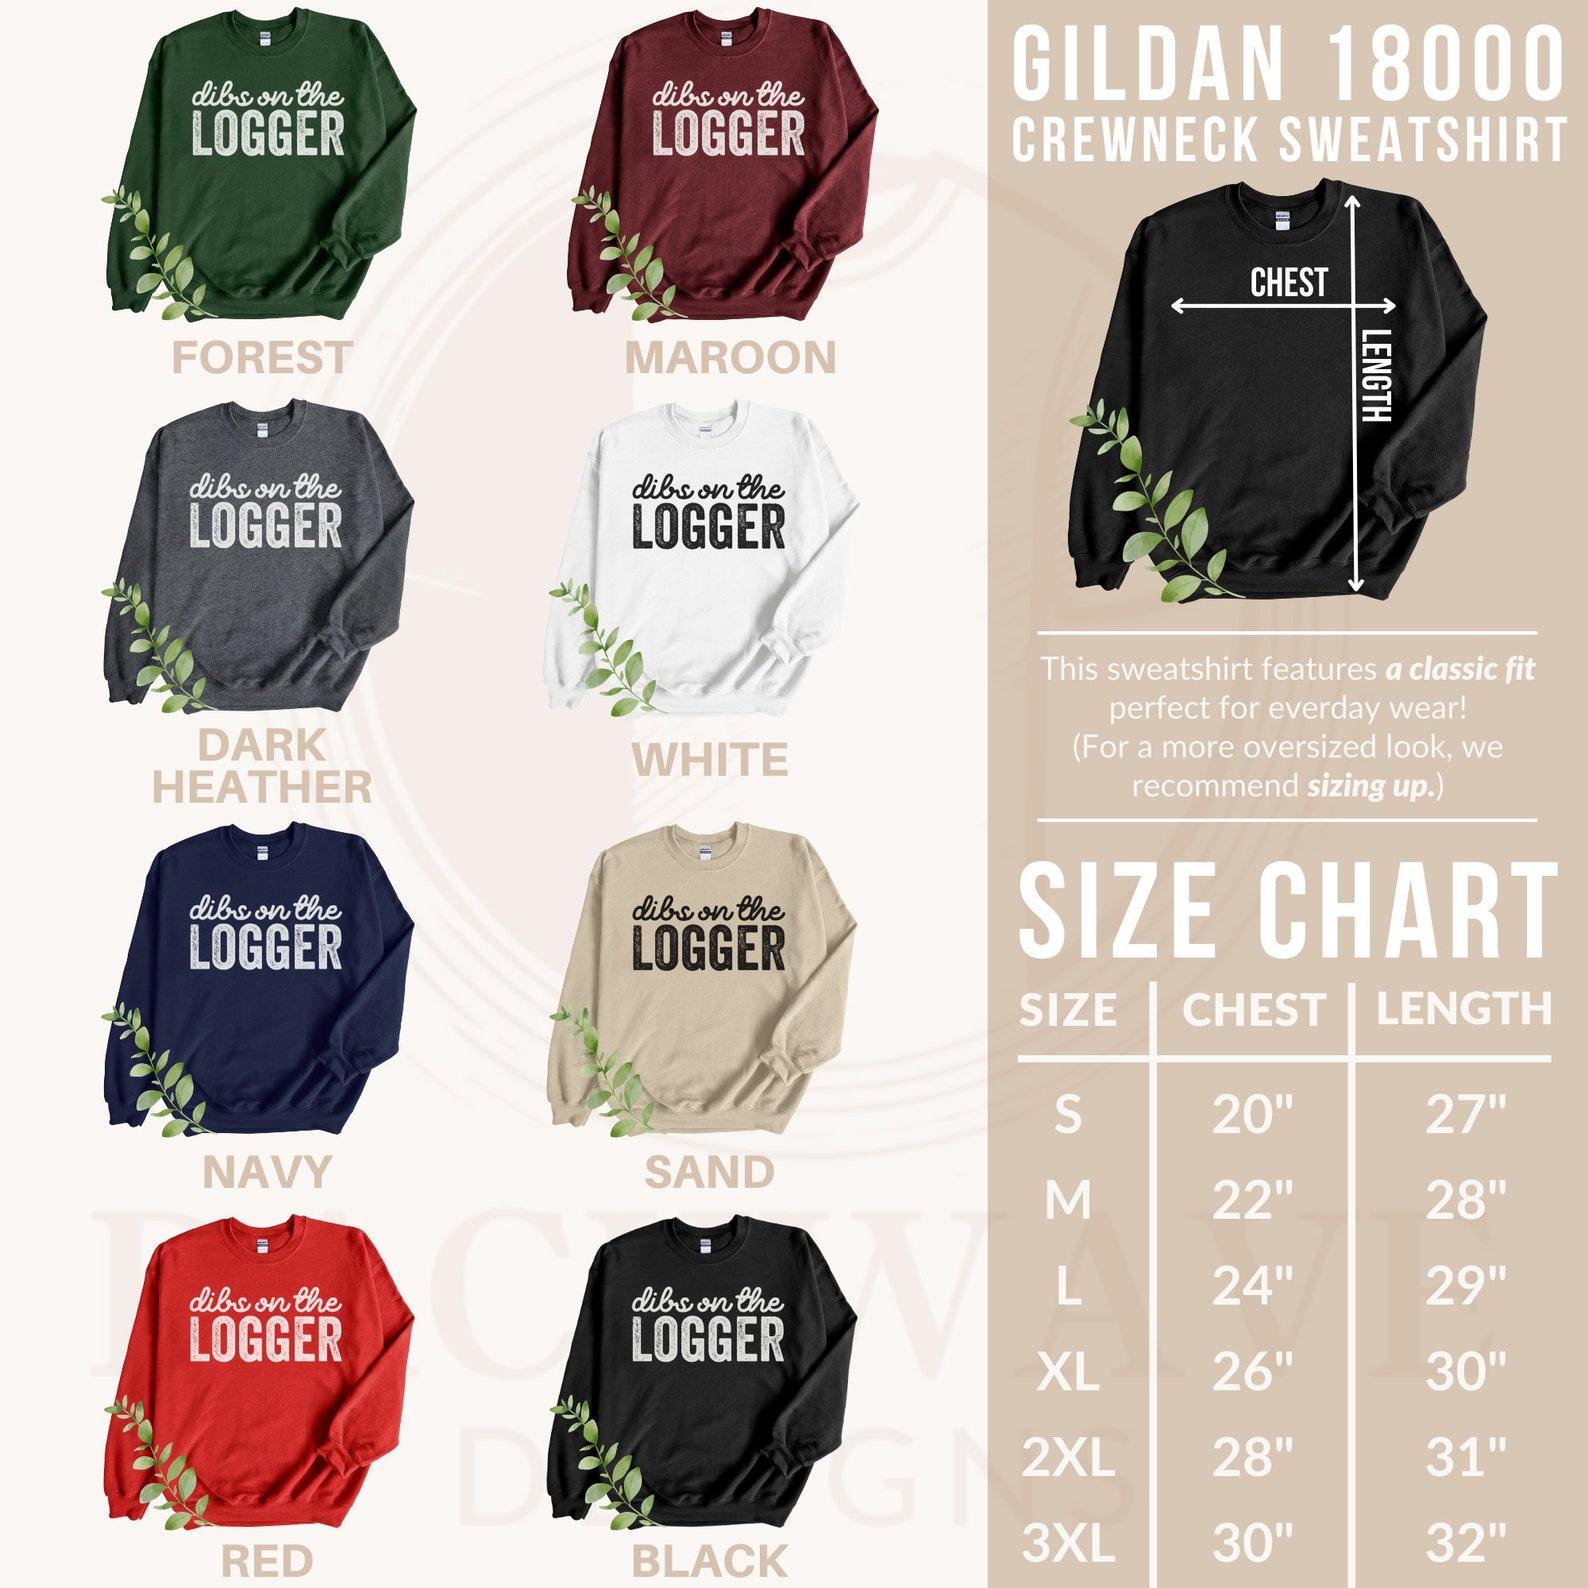 dibs on the
LOGGER
FOREST
dibs on the
LOGGER
MAROON
dibs on the
LOGGER
DARK
HEATHER
dibs on the
LOGGER
WHITE
dibs on the
LOGGER
NAVY
dibs on the
LOGGER
SAND
dibs on the
LOGGER
RED
dibs on the
LOGGER
BLACK
GILDAN 18000
CREWNECK SWEATSHIRT
CHEST
LENGTH
This sweatshirt features a classic fit
perfect for everday wear!
(For a more oversized look, we
recommend sizing up.)
SIZE CHART
SIZE CHEST LENGTH
S 20" 27"
M 22" 28"
L 24" 29"
XL 26" 30"
2XL 28" 31"
3XL 30" 32"